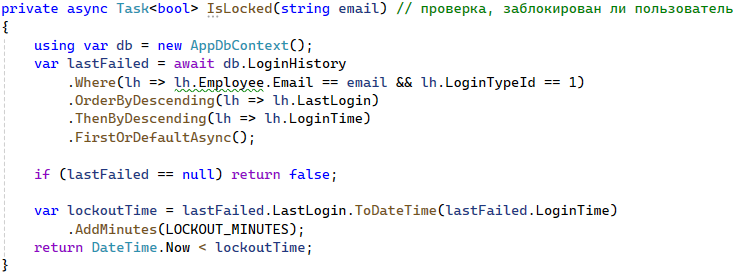 private async Task<bool> IsLocked(string email) // проверка, заблокирован ли пользователь
{
    using var db = new AppDbContext();
    var lastFailed = await db.LoginHistory
        .Where(lh => lh.Employee.Email == email && lh.LoginTypeId == 1)
        .OrderByDescending(lh => lh.LastLogin)
        .ThenByDescending(lh => lh.LoginTime)
        .FirstOrDefaultAsync();

    if (lastFailed == null) return false;

    var lockoutTime = lastFailed.LastLogin.ToDateTime(lastFailed.LoginTime)
        .AddMinutes(LOCKOUT_MINUTES);
    return DateTime.Now < lockoutTime;
}